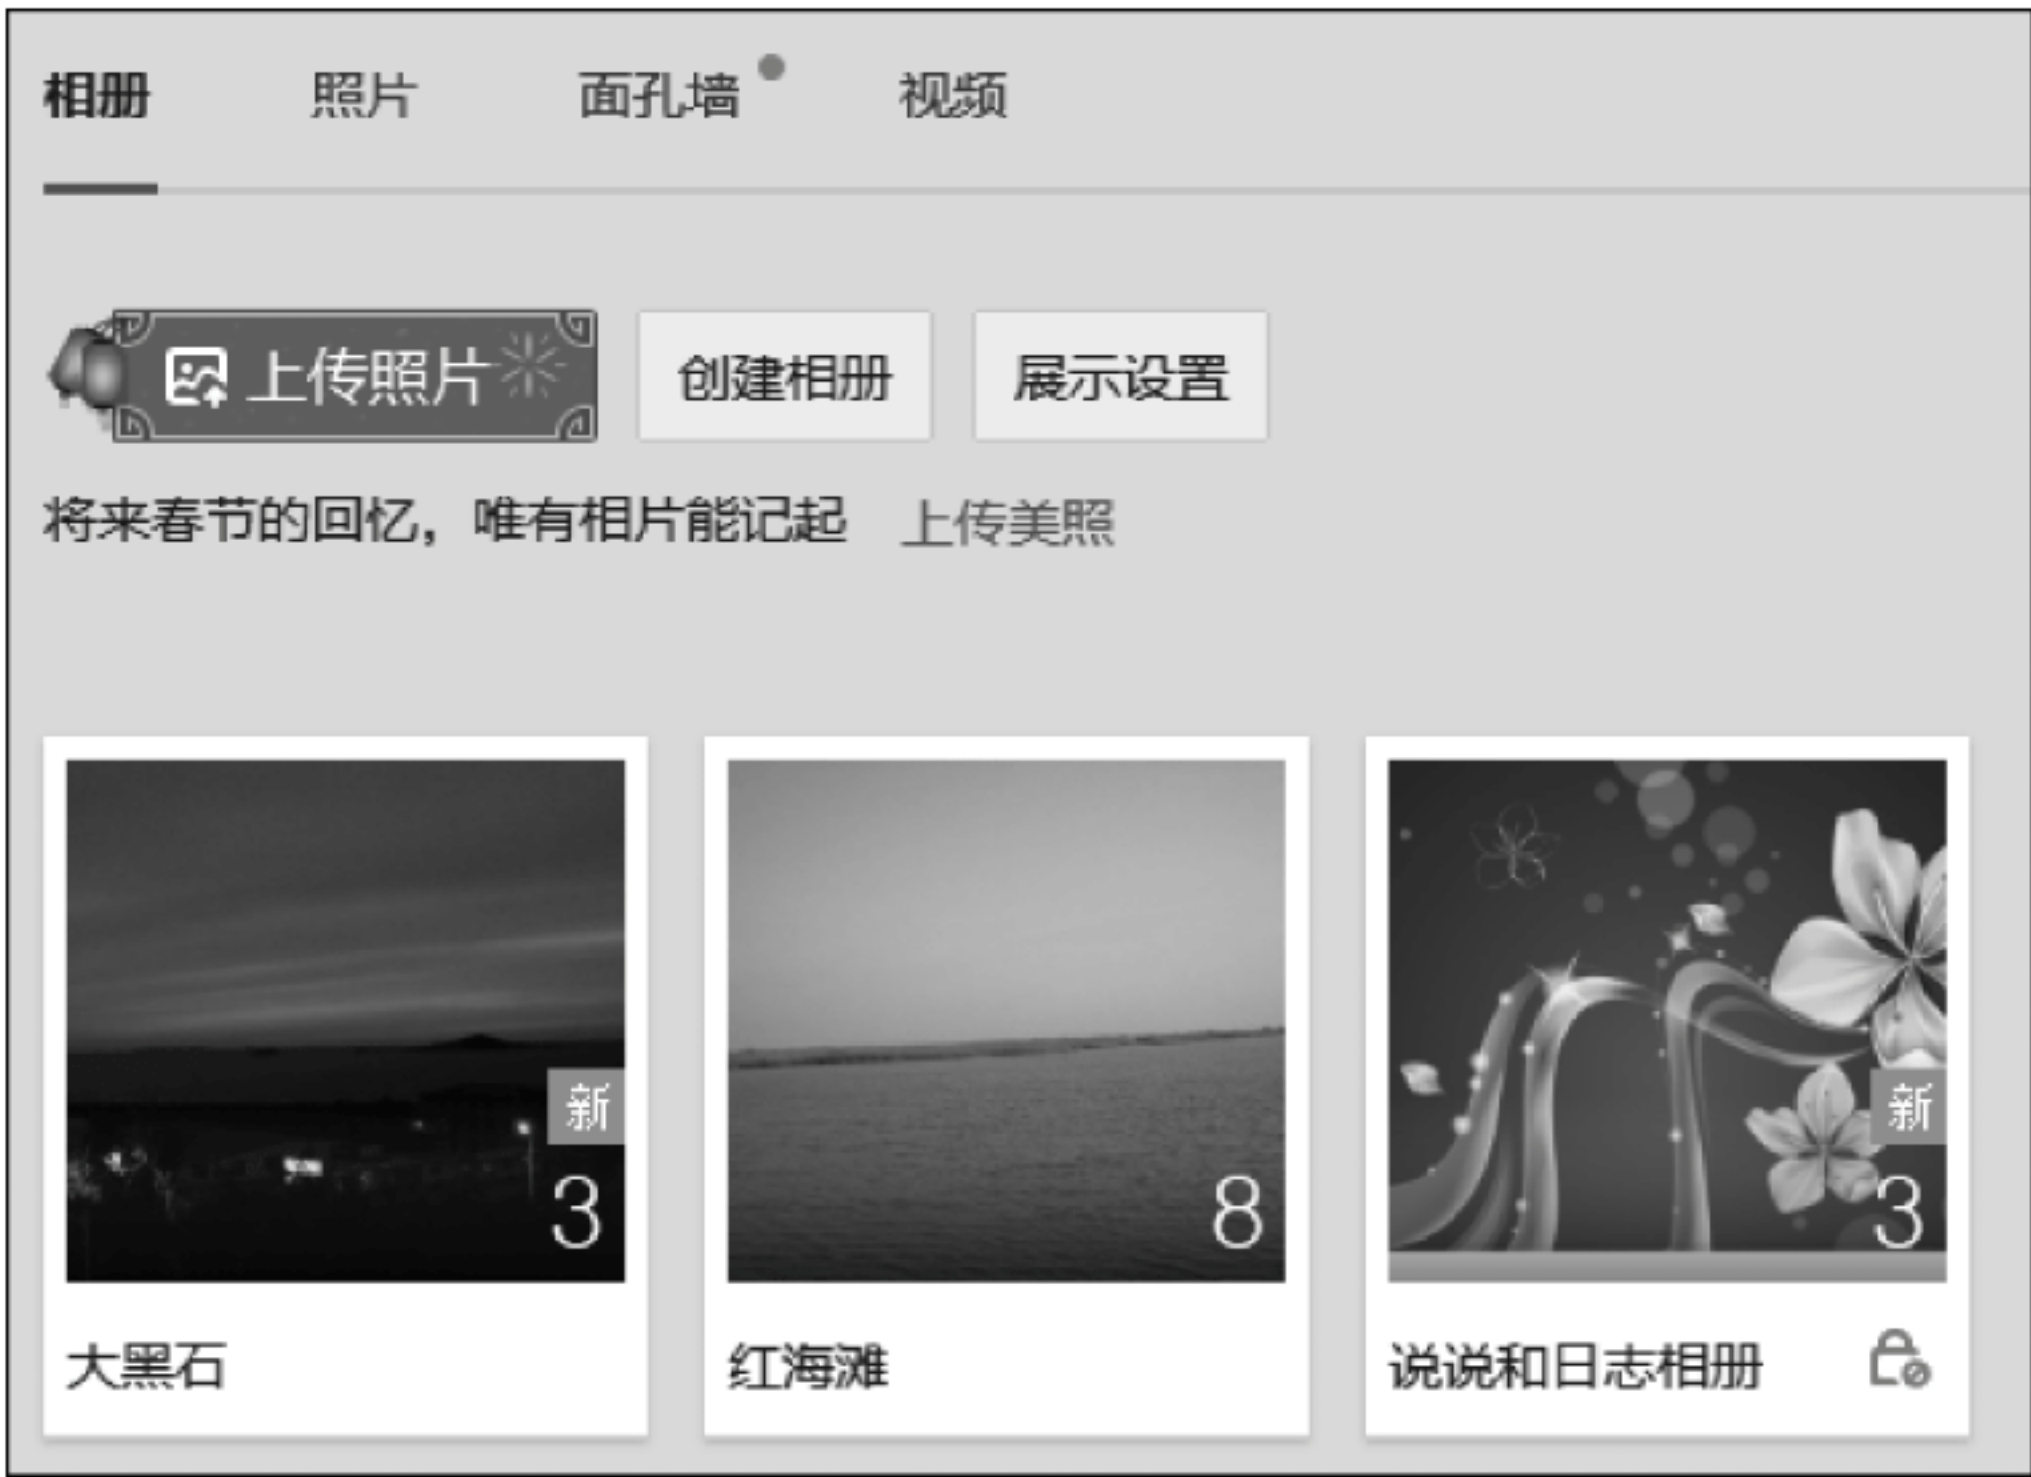 相册 照片 面孔墙 视频
上传照片 创建相册 展示设置
将来春节的回忆，唯有相片能记起 上传美照
新 新
3 8 3
大黑石 红海滩 说说和日志相册